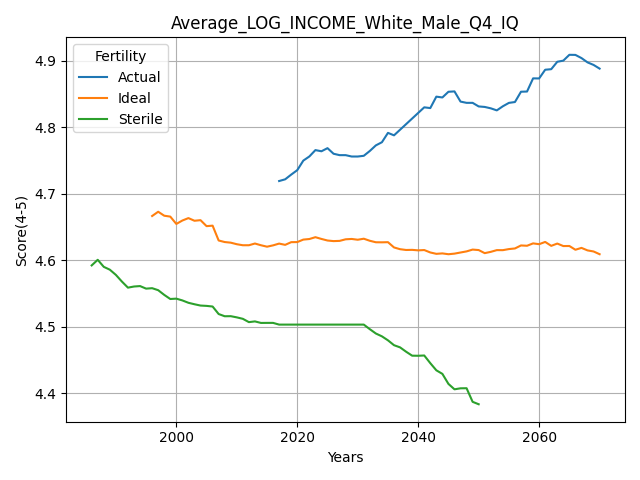 Average_LOG_INCOME_White_Male_Q4_IQ
Fertility
Actual
Ideal
Sterile
Score(4-5)
4.9
4.8
4.7
4.6
4.5
4.4
2000
2020
2040
2060
Years